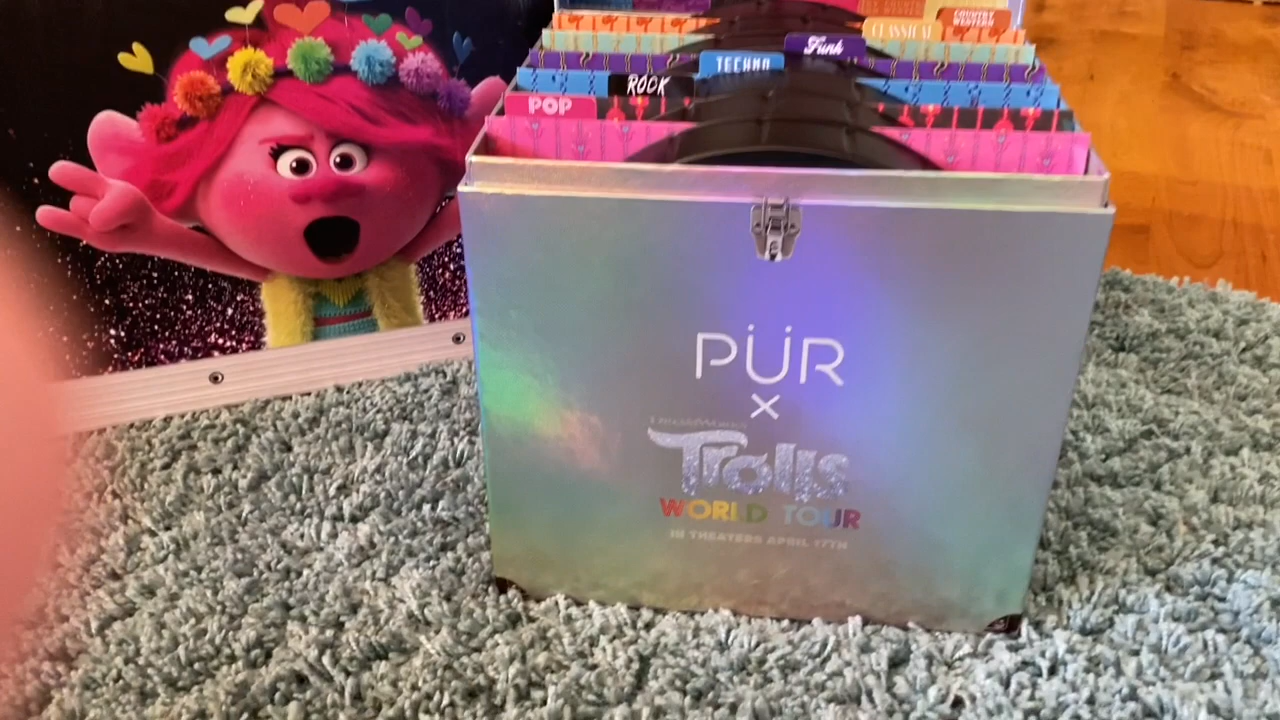 COUNTRY
WESTERN
CLASSICAL
Funk
TECHNO
ROCK
POP
PÜR
X
DREAMWORKS
Trolls
WORLD TOUR
IN THEATERS APRIL 17TH